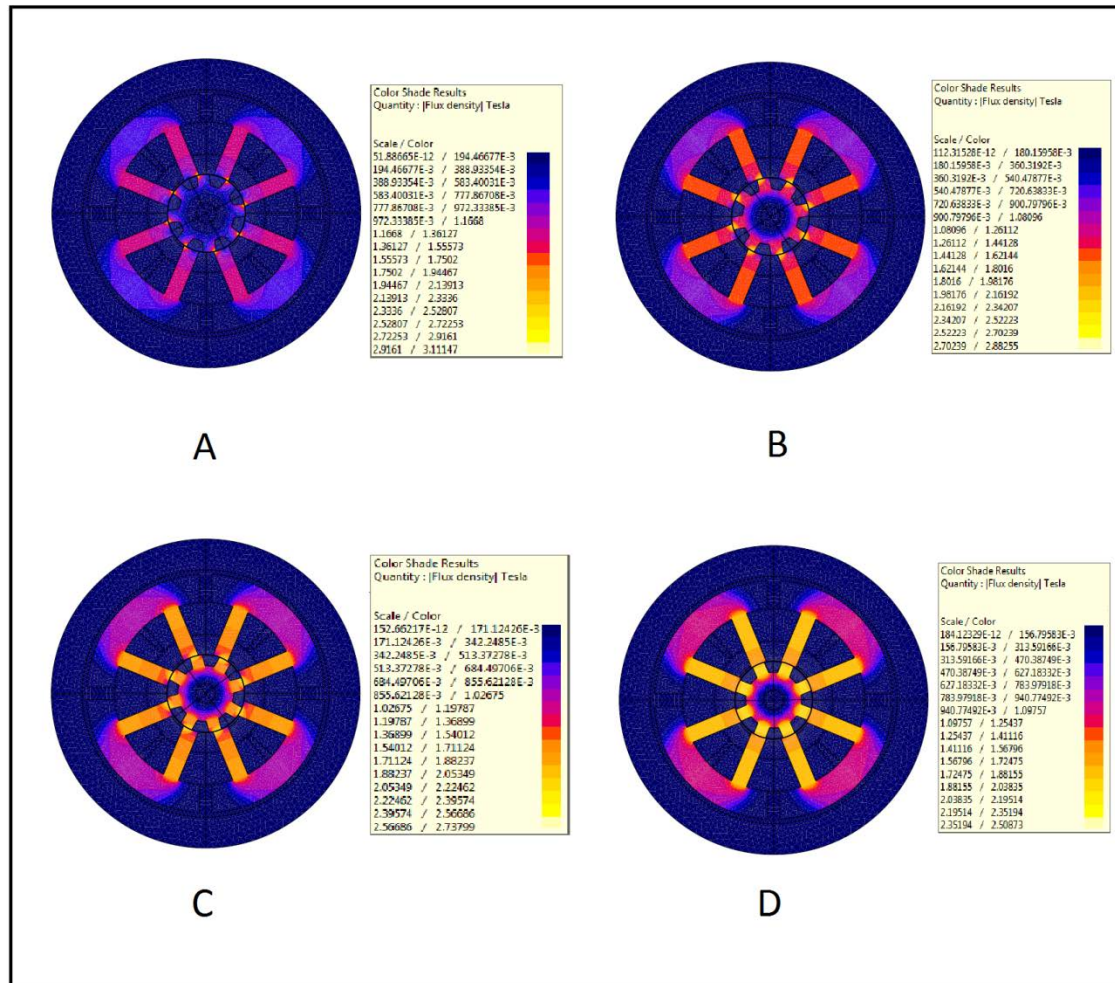 Color Shade Results
Quantity : |Flux density| Tesla
Scale / Color
51.88665E-12 / 194.46677E-3
194.46677E-3 / 388.93354E-3
388.93354E-3 / 583.40031E-3
583.40031E-3 / 777.86708E-3
777.86708E-3 / 972.33385E-3
972.33385E-3 / 1.1668
1.1668 / 1.36127
1.36127 / 1.55573
1.55573 / 1.7502
1.7502 / 1.94467
1.94467 / 2.13913
2.13913 / 2.3336
2.3336 / 2.52807
2.52807 / 2.72253
2.72253 / 2.9161
2.9161 / 3.11147
A
Color Shade Results
Quantity : |Flux density| Tesla
Scale / Color
112.31528E-12 / 180.15958E-3
180.15958E-3 / 360.3192E-3
360.3192E-3 / 540.47877E-3
540.47877E-3 / 720.63833E-3
720.63833E-3 / 900.79796E-3
900.79796E-3 / 1.08096
1.08096 / 1.26112
1.26112 / 1.44128
1.44128 / 1.62144
1.62144 / 1.8016
1.8016 / 1.98176
1.98176 / 2.16192
2.16192 / 2.34207
2.34207 / 2.52223
2.52223 / 2.70239
2.70239 / 2.88255
B
Color Shade Results
Quantity : |Flux density| Tesla
Scale / Color
152.66217E-12 / 171.12426E-3
171.12426E-3 / 342.2485E-3
342.2485E-3 / 513.37278E-3
513.37278E-3 / 684.49706E-3
684.49706E-3 / 855.62128E-3
855.62128E-3 / 1.02675
1.02675 / 1.19787
1.19787 / 1.36899
1.36899 / 1.54012
1.54012 / 1.71124
1.71124 / 1.88237
1.88237 / 2.05349
2.05349 / 2.22462
2.22462 / 2.39574
2.39574 / 2.56686
2.56686 / 2.73799
C
Color Shade Results
Quantity : |Flux density| Tesla
Scale / Color
184.12329E-12 / 156.79583E-3
156.79583E-3 / 313.59166E-3
313.59166E-3 / 470.38749E-3
470.38749E-3 / 627.18332E-3
627.18332E-3 / 783.97918E-3
783.97918E-3 / 940.77492E-3
940.77492E-3 / 1.09757
1.09757 / 1.25437
1.25437 / 1.41116
1.41116 / 1.56796
1.56796 / 1.72475
1.72475 / 1.88155
1.88155 / 2.03835
2.03835 / 2.19514
2.19514 / 2.35194
2.35194 / 2.50873
D